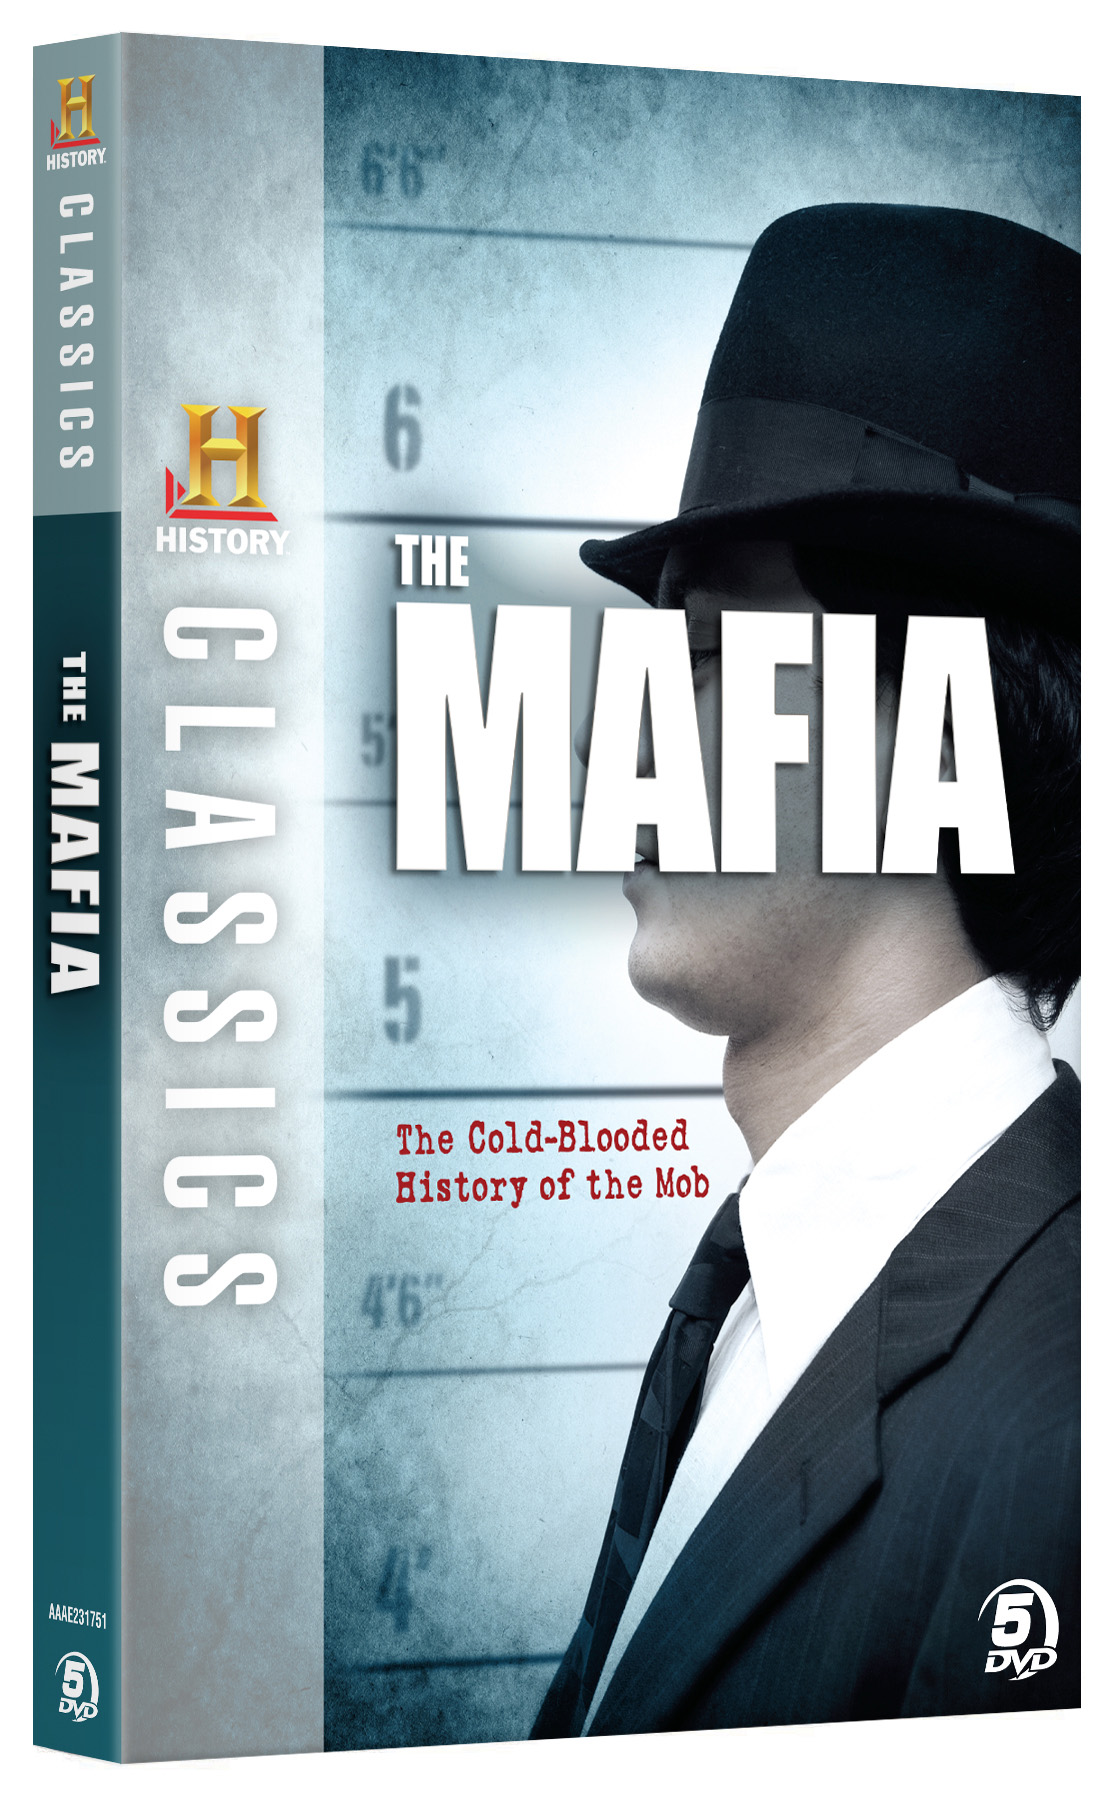 HISTORY
CLASSICS
THE MAFIA
AAAE231751
5
DVD
HISTORY
CLASSICS
6'6"
6
THE
MAFIA
5'
5
The Cold-Blooded
History of the Mob
4'6"
4'
5
DVD